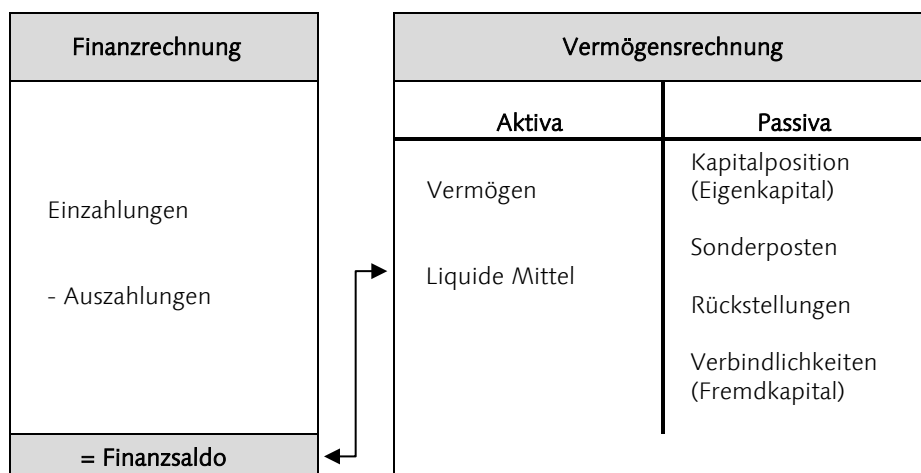 Finanzrechnung
Einzahlungen
- Auszahlungen
= Finanzsaldo
Vermögensrechnung
Aktiva
Vermögen
Liquide Mittel
Passiva
Kapitalposition
(Eigenkapital)
Sonderposten
Rückstellungen
Verbindlichkeiten
(Fremdkapital)